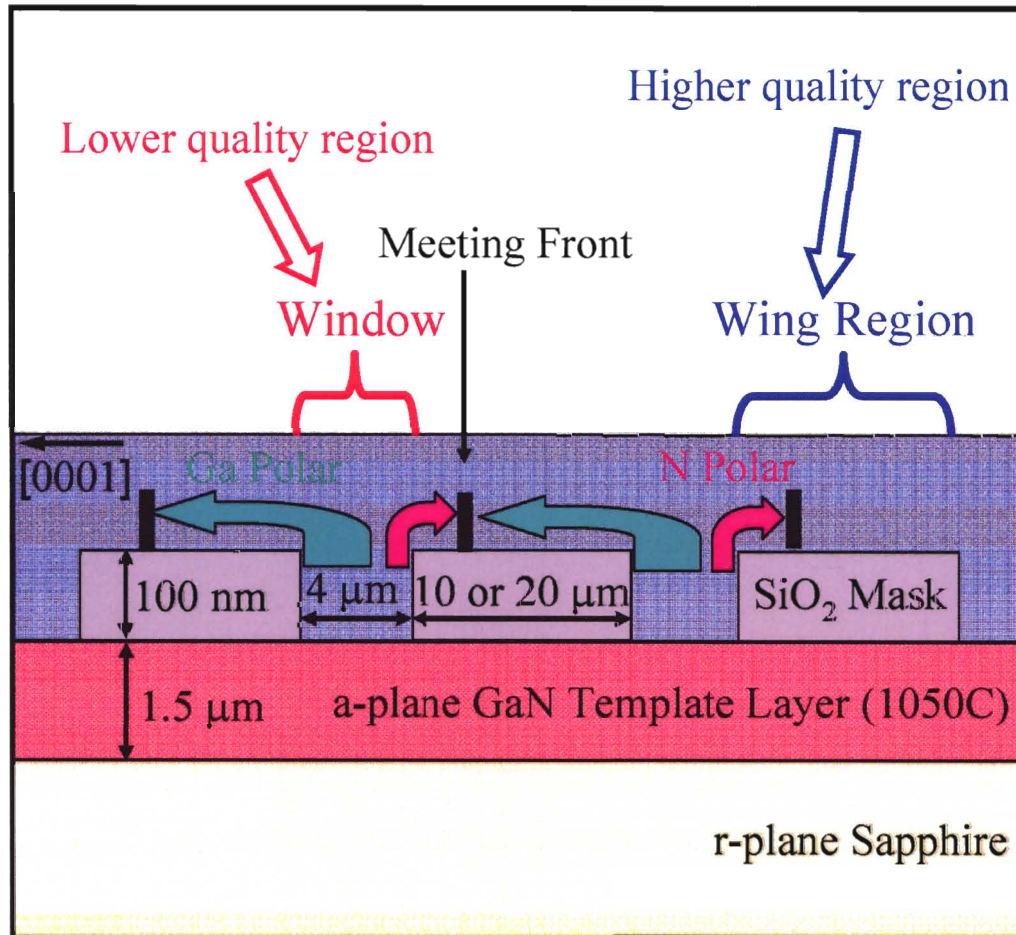 Higher quality region
Lower quality region
Meeting Front
Window
Wing Region
[0001]
Ga Polar
N Polar
100 nm
4 μm
10 or 20 μm
SiO₂ Mask
1.5 μm
a-plane GaN Template Layer (1050C)
r-plane Sapphire